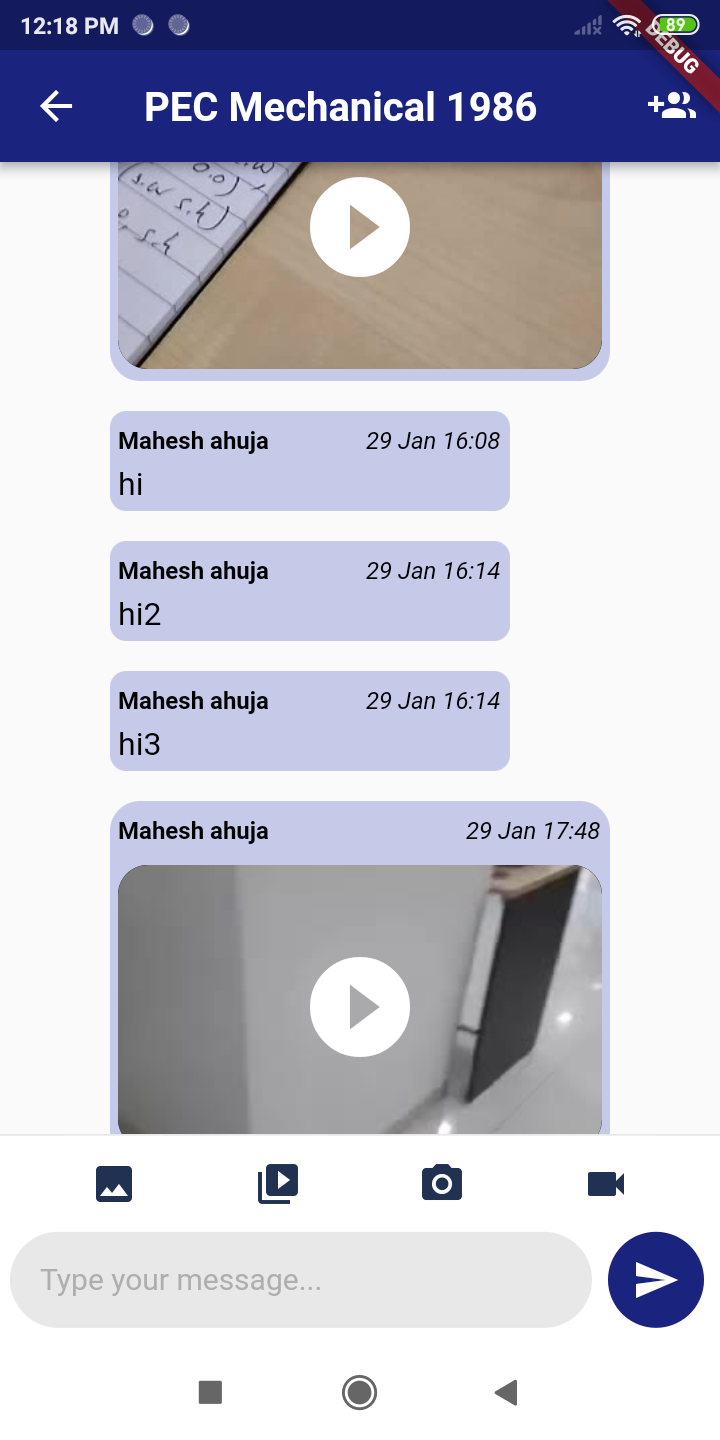 12:18 PM
89
DEBUG
PEC Mechanical 1986
0.0)
(s.w s.h)
s.h
Mahesh ahuja 29 Jan 16:08
hi
Mahesh ahuja 29 Jan 16:14
hi2
Mahesh ahuja 29 Jan 16:14
hi3
Mahesh ahuja 29 Jan 17:48
Type your message...